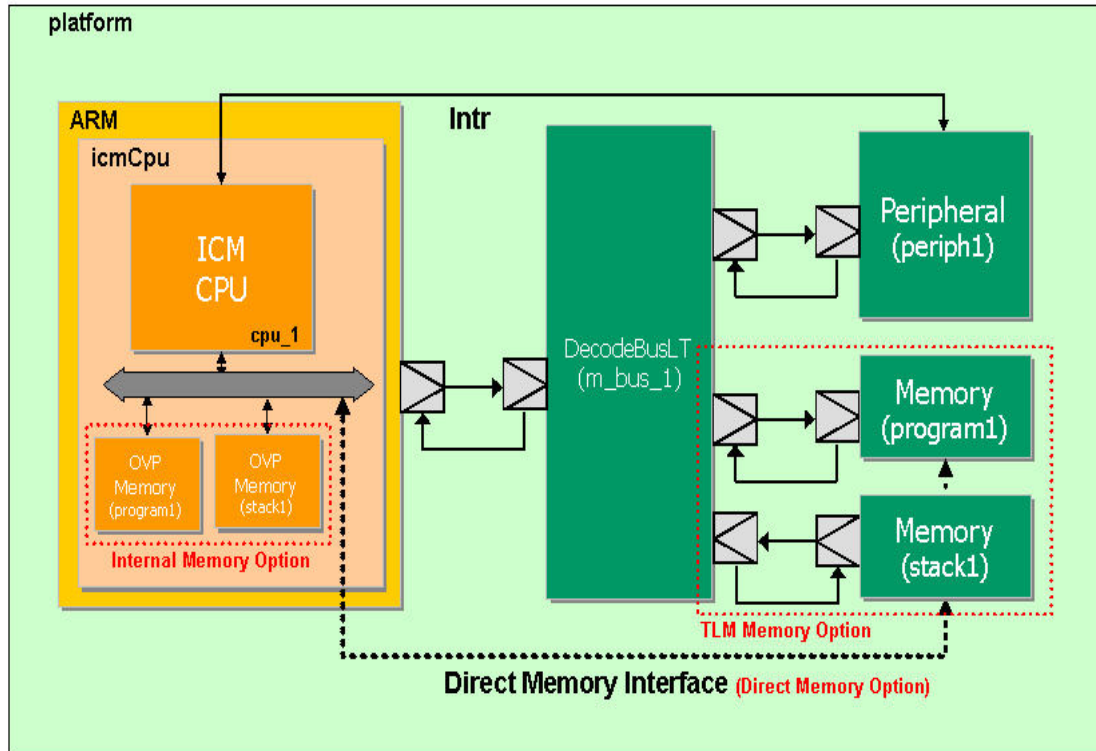 platform
ARM
Intr
icmCpu
ICM
CPU
cpu_1
OVP
Memory
(program1)
OVP
Memory
(stack1)
Internal Memory Option
DecodeBusLT
(m_bus_1)
Peripheral
(periph1)
Memory
(program1)
Memory
(stack1)
TLM Memory Option
Direct Memory Interface (Direct Memory Option)